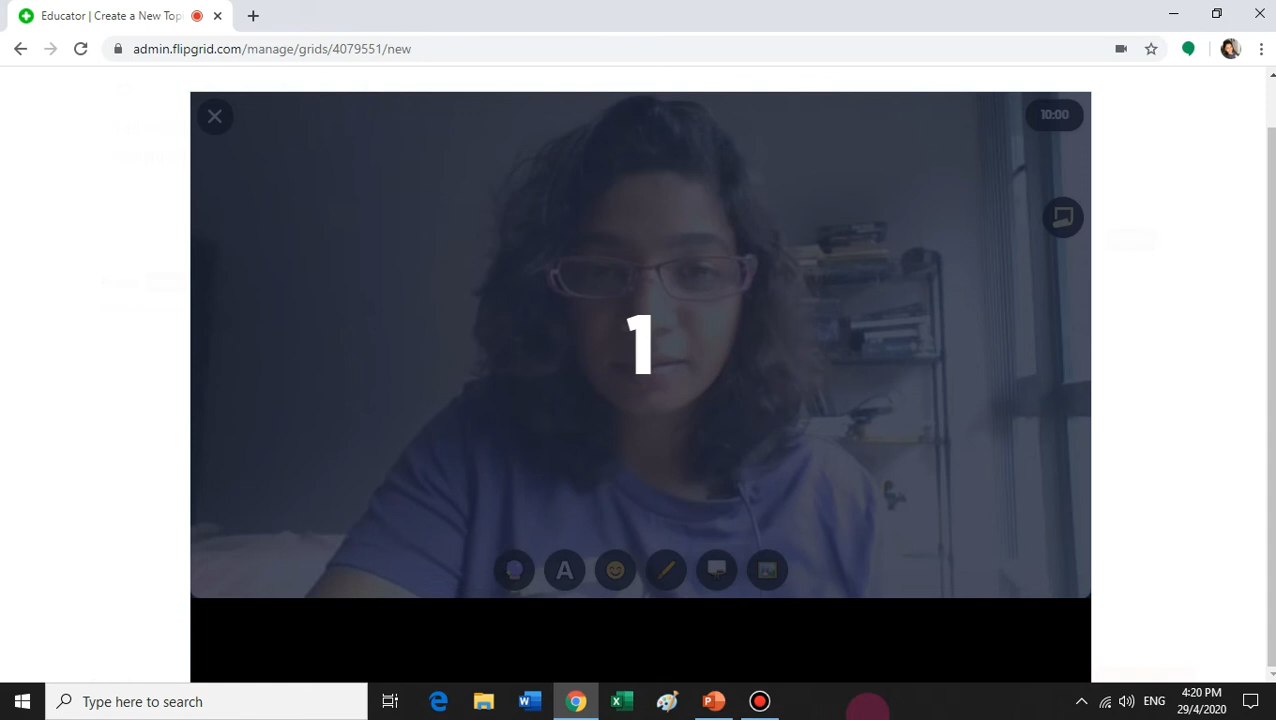 Educator | Create a New Topi
admin.flipgrid.com/manage/grids/4079551/new
10:00
1
A
Type here to search
ENG
4:20 PM
29/4/2020